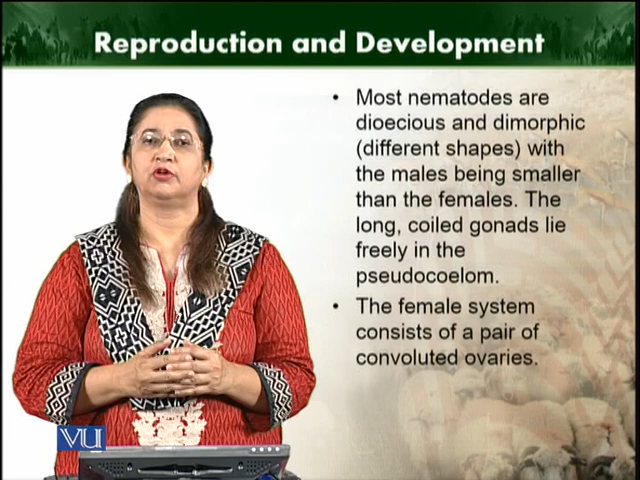 Reproduction and Development
• Most nematodes are
dioecious and dimorphic
(different shapes) with
the males being smaller
than the females. The
long, coiled gonads lie
freely in the
pseudocoelom.
• The female system
consists of a pair of
convoluted ovaries.
VU